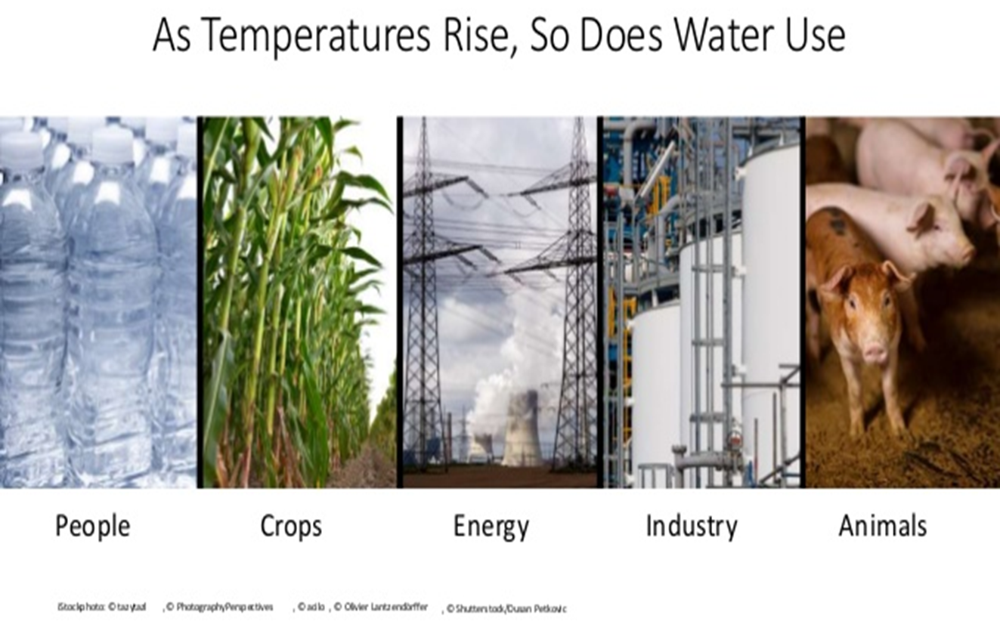 As Temperatures Rise, So Does Water Use
People
Crops
Energy
Industry
Animals
iStockphoto: © tazytaz , © PhotographyPerspectives , © adlo , © Olivier Lantzendörffer , © Shutterstock/Dusan Petkovic